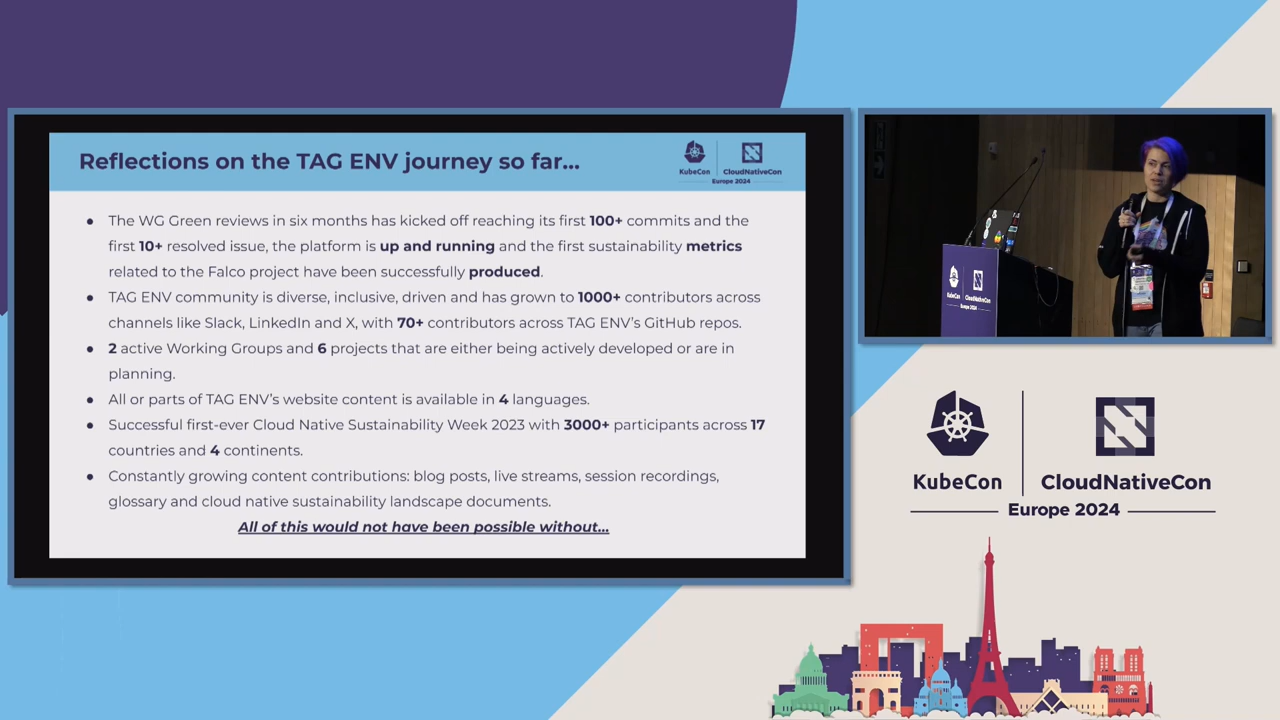 Reflections on the TAG ENV journey so far...
KubeCon
CloudNativeCon
Europe 2024
● The WG Green reviews in six months has kicked off reaching its first 100+ commits and the
first 10+ resolved issue, the platform is up and running and the first sustainability metrics
related to the Falco project have been successfully produced.
● TAG ENV community is diverse, inclusive, driven and has grown to 1000+ contributors across
channels like Slack, LinkedIn and X, with 70+ contributors across TAG ENV’s GitHub repos.
● 2 active Working Groups and 6 projects that are either being actively developed or are in
planning.
● All or parts of TAG ENV’s website content is available in 4 languages.
● Successful first-ever Cloud Native Sustainability Week 2023 with 3000+ participants across 17
countries and 4 continents.
● Constantly growing content contributions: blog posts, live streams, session recordings,
glossary and cloud native sustainability landscape documents.
All of this would not have been possible without...
KubeCon
CloudNativeCon
Europe 2024